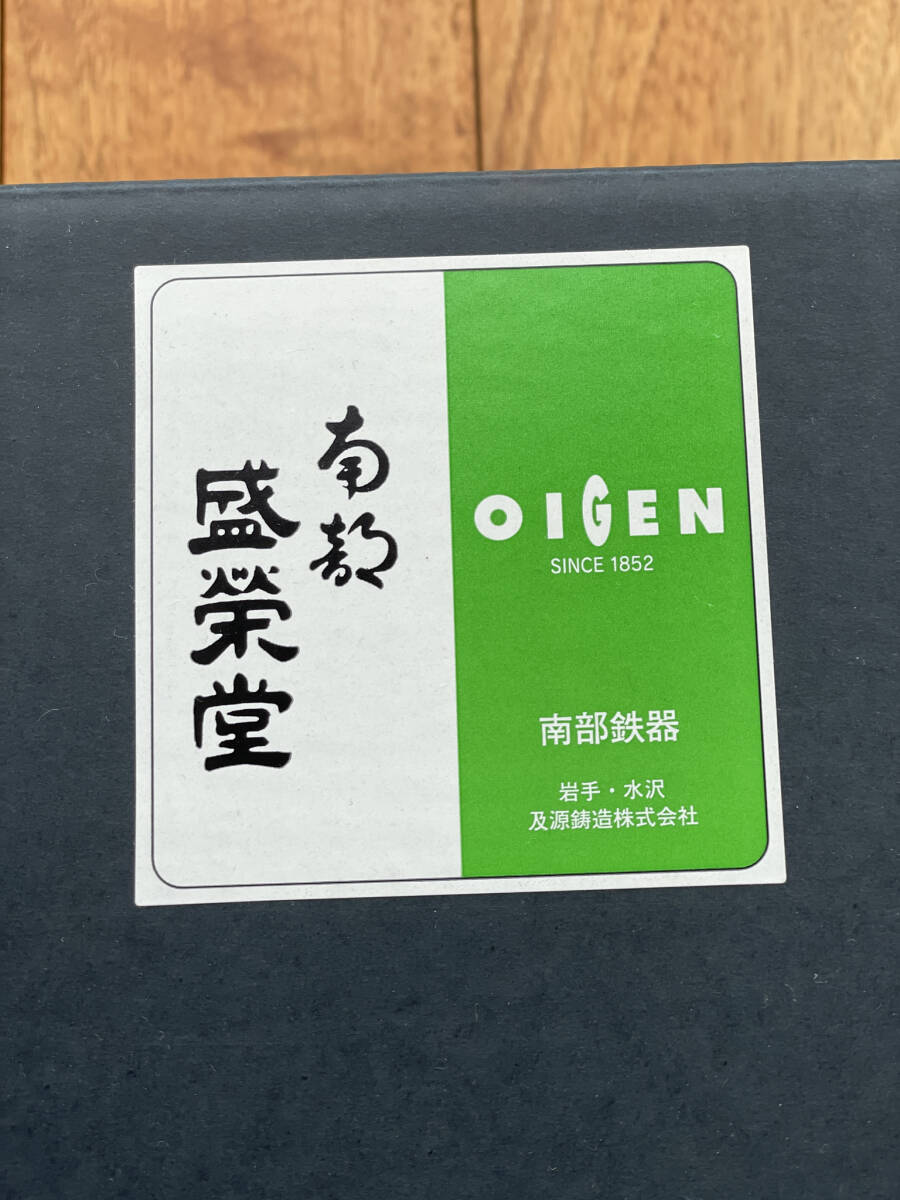 南部
盛榮堂
OIGEN
SINCE 1852
南部鉄器
岩手・水沢
及源鋳造株式会社